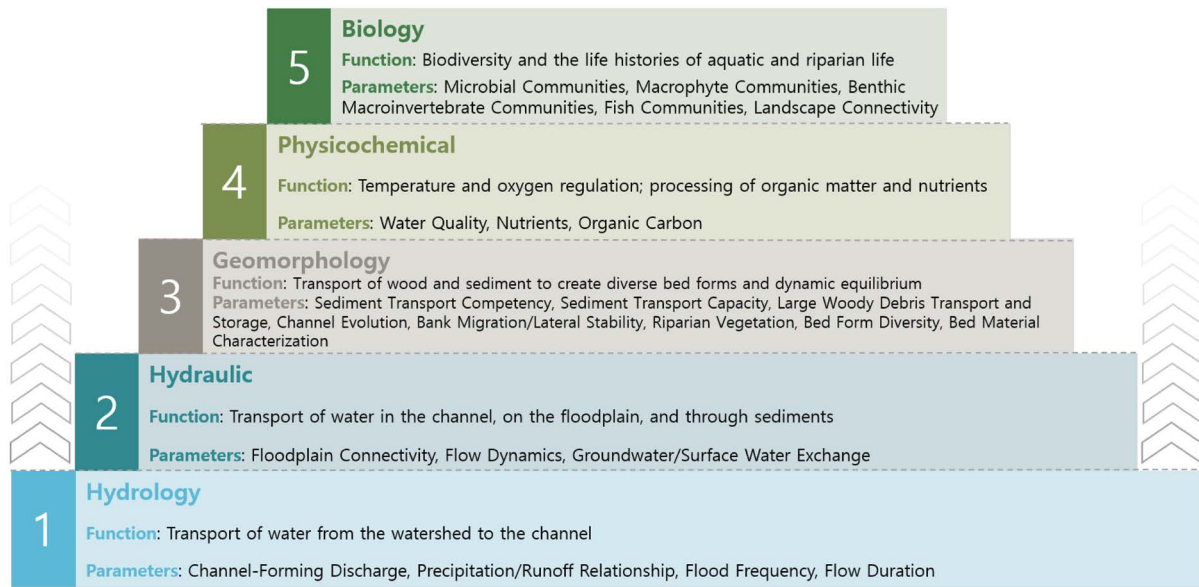 5
Biology
Function: Biodiversity and the life histories of aquatic and riparian life
Parameters: Microbial Communities, Macrophyte Communities, Benthic
Macroinvertebrate Communities, Fish Communities, Landscape Connectivity
4
Physicochemical
Function: Temperature and oxygen regulation; processing of organic matter and nutrients
Parameters: Water Quality, Nutrients, Organic Carbon
3
Geomorphology
Function: Transport of wood and sediment to create diverse bed forms and dynamic equilibrium
Parameters: Sediment Transport Competency, Sediment Transport Capacity, Large Woody Debris Transport and
Storage, Channel Evolution, Bank Migration/Lateral Stability, Riparian Vegetation, Bed Form Diversity, Bed Material
Characterization
2
Hydraulic
Function: Transport of water in the channel, on the floodplain, and through sediments
Parameters: Floodplain Connectivity, Flow Dynamics, Groundwater/Surface Water Exchange
1
Hydrology
Function: Transport of water from the watershed to the channel
Parameters: Channel-Forming Discharge, Precipitation/Runoff Relationship, Flood Frequency, Flow Duration